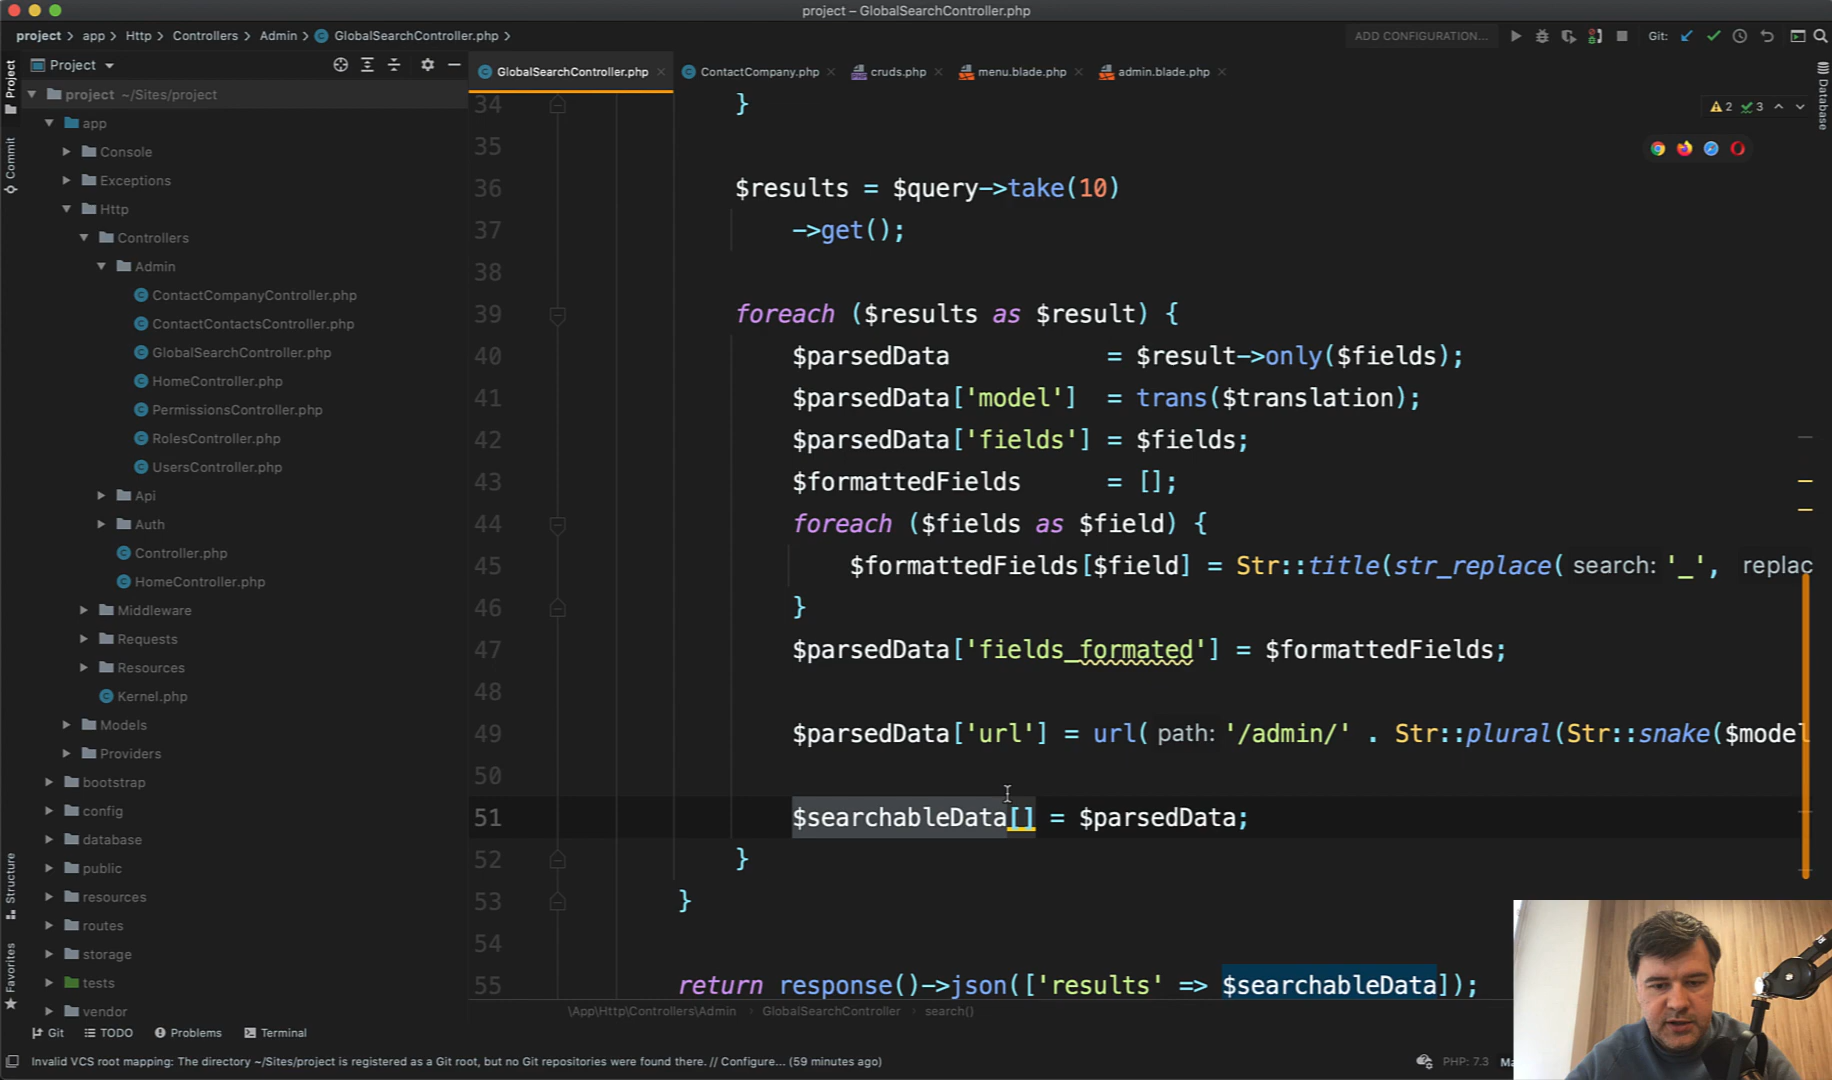 project – GlobalSearchController.php
project
app
Http
Controllers
Admin
GlobalSearchController.php
ADD CONFIGURATION...
Git:
Project
Project
GlobalSearchController.php
ContactCompany.php
cruds.php
menu.blade.php
admin.blade.php
Database
Commit
Structure
Favorites
2
3
project ~/Sites/project
app
Console
Exceptions
Http
Controllers
Admin
ContactCompanyController.php
ContactContactsController.php
GlobalSearchController.php
HomeController.php
PermissionsController.php
RolesController.php
UsersController.php
Api
Auth
Controller.php
HomeController.php
Middleware
Requests
Resources
Kernel.php
Models
Providers
bootstrap
config
database
public
resources
routes
storage
tests
vendor
34 }
35
36 $results = $query->take(10)
37 ->get();
38
39 foreach ($results as $result) {
40 $parsedData = $result->only($fields);
41 $parsedData['model'] = trans($translation);
42 $parsedData['fields'] = $fields;
43 $formattedFields = [];
44 foreach ($fields as $field) {
45 $formattedFields[$field] = Str::title(str_replace( search: '_', replac
46 }
47 $parsedData['fields_formated'] = $formattedFields;
48
49 $parsedData['url'] = url( path: '/admin/' . Str::plural(Str::snake($model
50
51 $searchableData[] = $parsedData;
52 }
53 }
54
55 return response()->json(['results' => $searchableData]);
\App\Http\Controllers\Admin
GlobalSearchController
search()
Git
TODO
Problems
Terminal
Invalid VCS root mapping: The directory ~/Sites/project is registered as a Git root, but no Git repositories were found there. // Configure... (59 minutes ago)
PHP: 7.3